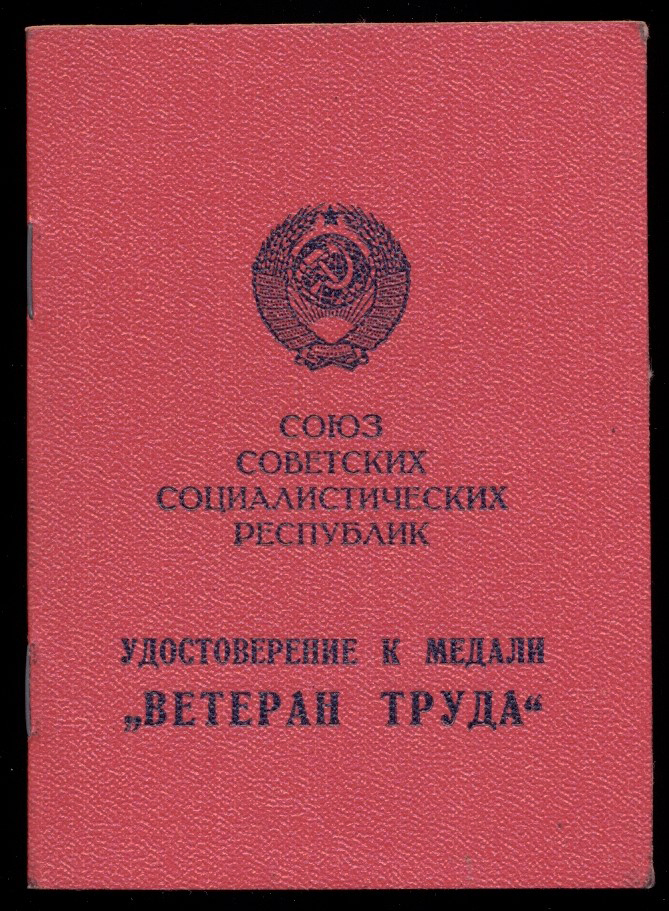 СОЮЗ
СОВЕТСКИХ
СОЦИАЛИСТИЧЕСКИХ
РЕСПУБЛИК
УДОСТОВЕРЕНИЕ К МЕДАЛИ
„ВЕТЕРАН ТРУДА“